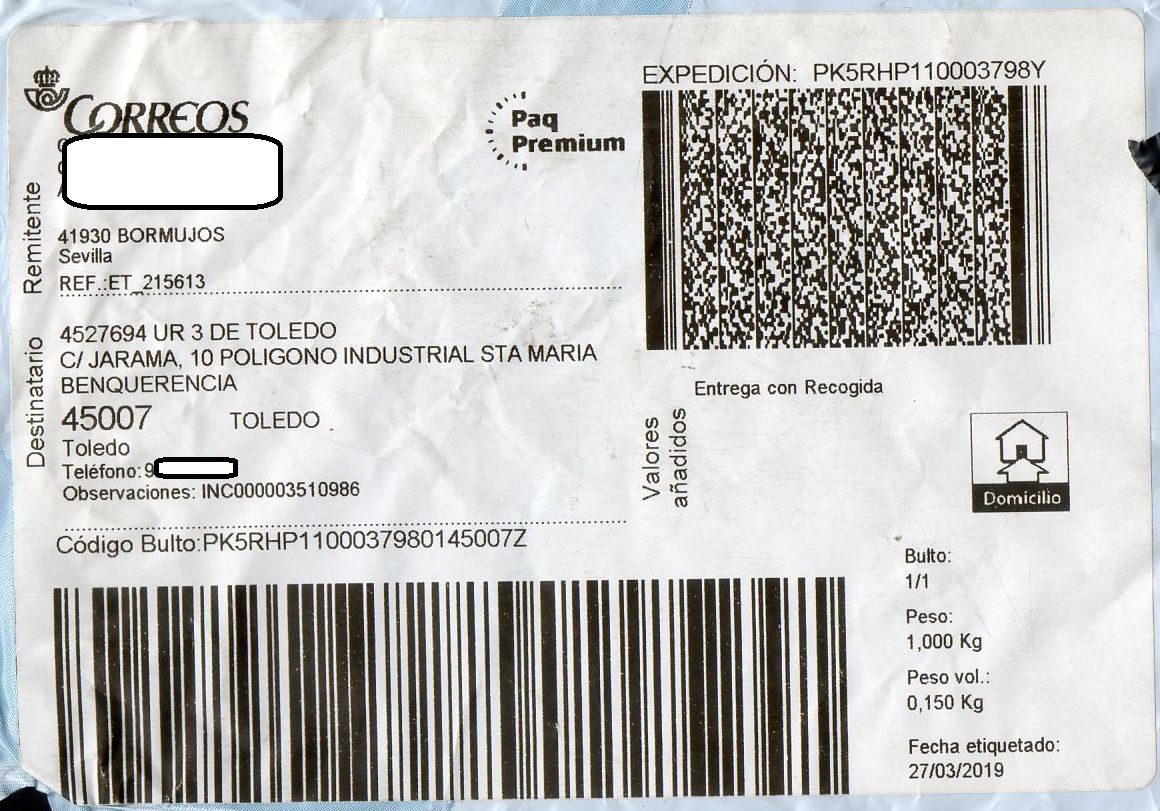 CORREOS
Paq
Premium
EXPEDICIÓN: PK5RHP110003798Y
Remitente
41930 BORMUJOS
Sevilla
REF.:ET_215613
Destinatario
4527694 UR 3 DE TOLEDO
C/ JARAMA, 10 POLIGONO INDUSTRIAL STA MARIA
BENQUERENCIA
45007 TOLEDO
Toledo
Teléfono:9
Observaciones: INC000003510986
Entrega con Recogida
Valores
añadidos
Domicilio
Código Bulto:PK5RHP1100037980145007Z
Bulto:
1/1
Peso:
1,000 Kg
Peso vol.:
0,150 Kg
Fecha etiquetado:
27/03/2019